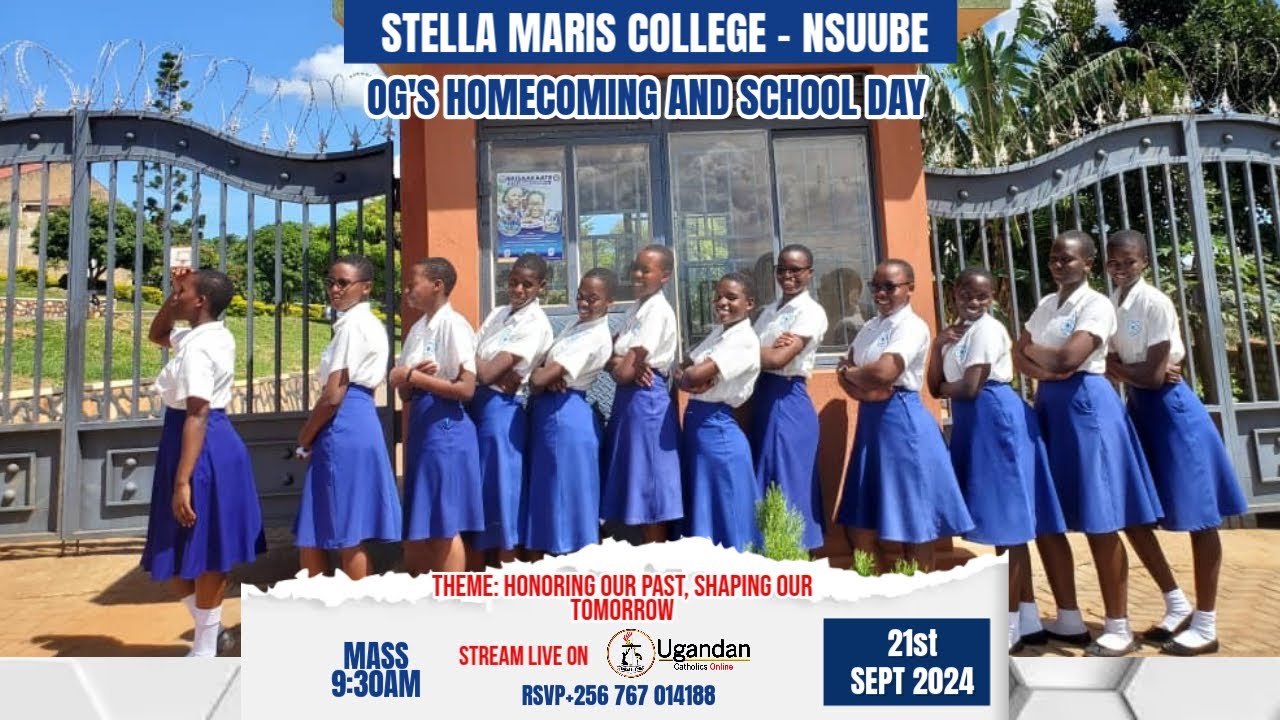 STELLA MARIS COLLEGE - NSUUBE
OG'S HOMECOMING AND SCHOOL DAY
THEME: HONORING OUR PAST, SHAPING OUR
TOMORROW
MASS
9:30AM
STREAM LIVE ON
Ugandan
Catholics Online
RSVP+256 767 014188
21st
SEPT 2024